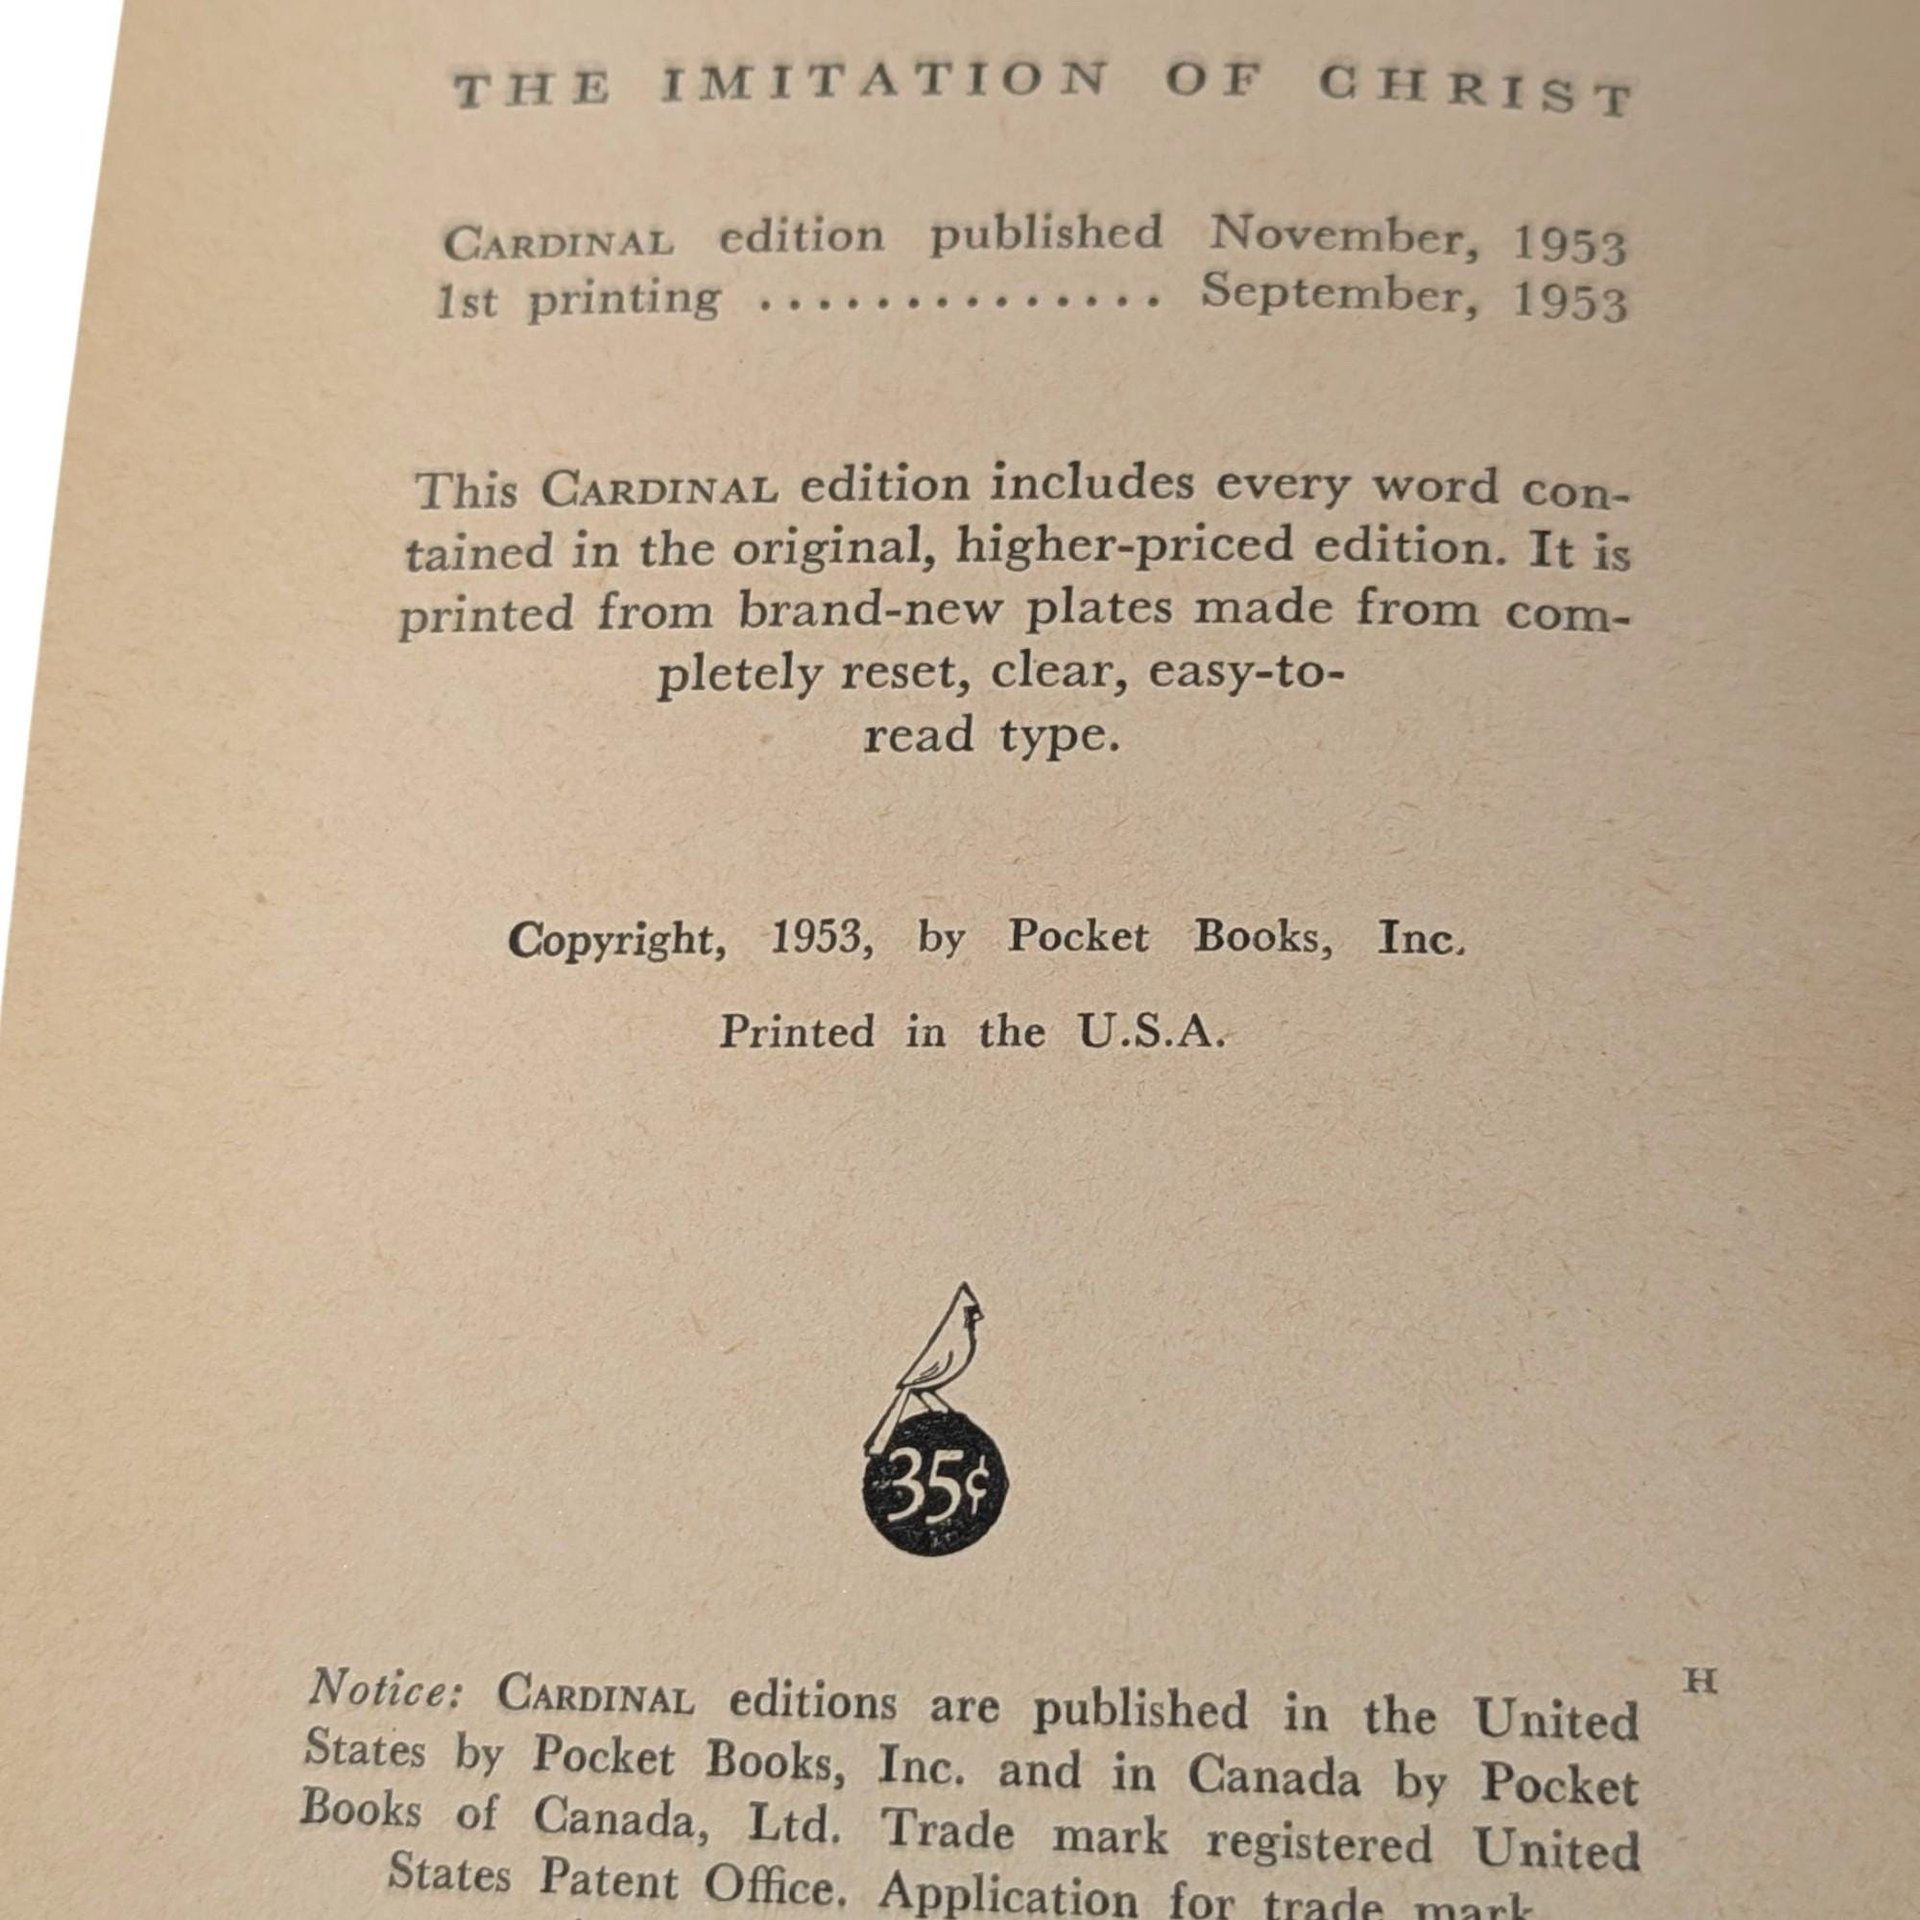 THE IMITATION OF CHRIST
CARDINAL edition published November, 1953
1st printing .............. September, 1953
This CARDINAL edition includes every word con-
tained in the original, higher-priced edition. It is
printed from brand-new plates made from com-
pletely reset, clear, easy-to-
read type.
Copyright, 1953, by Pocket Books, Inc.
Printed in the U.S.A.
35¢
H
Notice: CARDINAL editions are published in the United
States by Pocket Books, Inc. and in Canada by Pocket
Books of Canada, Ltd. Trade mark registered United
States Patent Office. Application for trade mark